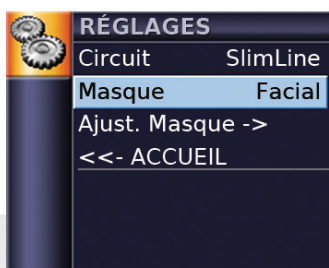 RÉGLAGES
Circuit SlimLine
Masque Facial
Ajust. Masque ->
<<- ACCUEIL